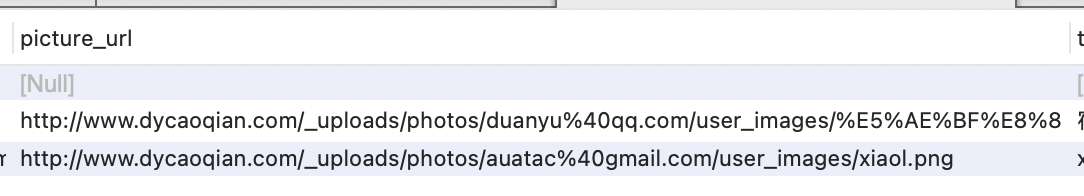 picture_url
[Null]
http://www.dycaoqian.com/_uploads/photos/duanyu%40qq.com/user_images/%E5%AE%BF%E8%8
http://www.dycaoqian.com/_uploads/photos/auatac%40gmail.com/user_images/xiaol.png